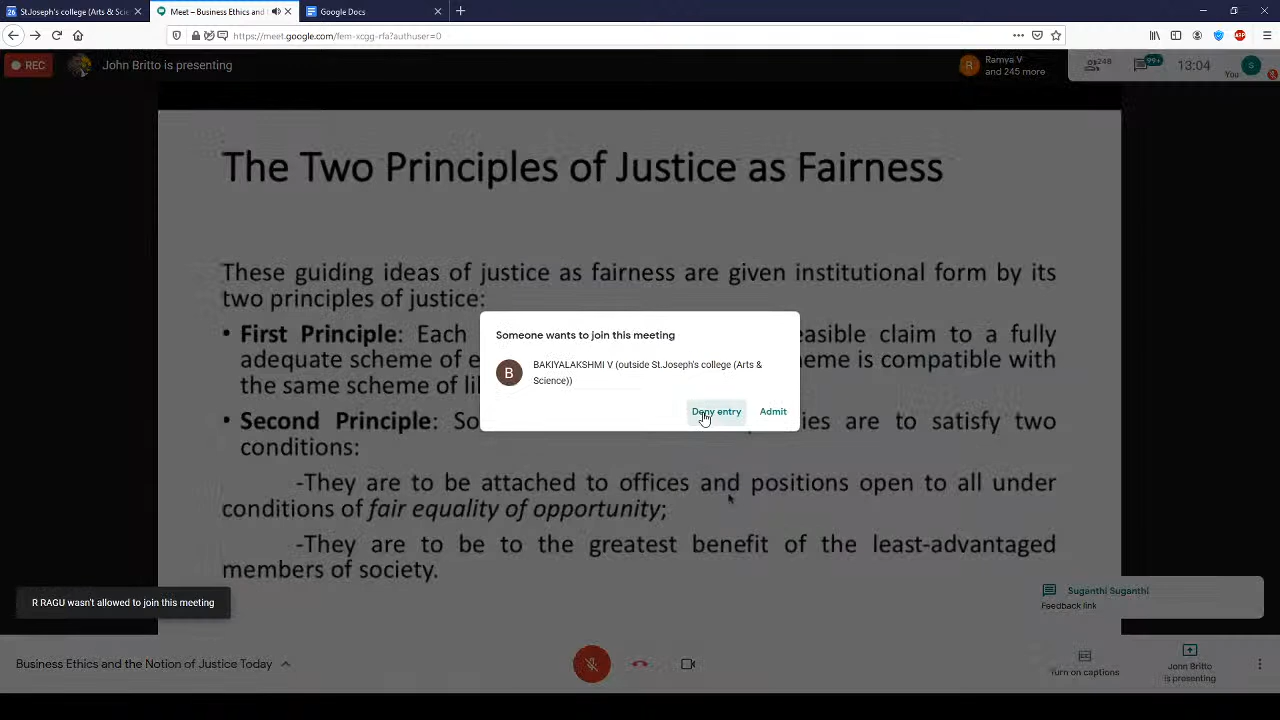 St.Joseph's college (Arts & Scie
Meet – Business Ethics and
Google Docs
https://meet.google.com/fem-xcgg-rfa?authuser=0
REC
John Britto is presenting
R
Ramya V
and 245 more
248
99+
13:04
You
S
The Two Principles of Justice as Fairness
These guiding ideas of justice as fairness are given institutional form by its
two principles of justice:
• First Principle: Each
easible claim to a fully
adequate scheme of e
heme is compatible with
the same scheme of li
• Second Principle: So
ies are to satisfy two
conditions:
-They are to be attached to offices and positions open to all under
conditions of fair equality of opportunity;
-They are to be to the greatest benefit of the least-advantaged
members of society.
Someone wants to join this meeting
B
BAKIYALAKSHMI V (outside St.Joseph's college (Arts &
Science))
Deny entry
Admit
R RAGU wasn't allowed to join this meeting
Suganthi Suganthi
Feedback link
Business Ethics and the Notion of Justice Today
Turn on captions
John Britto
is presenting